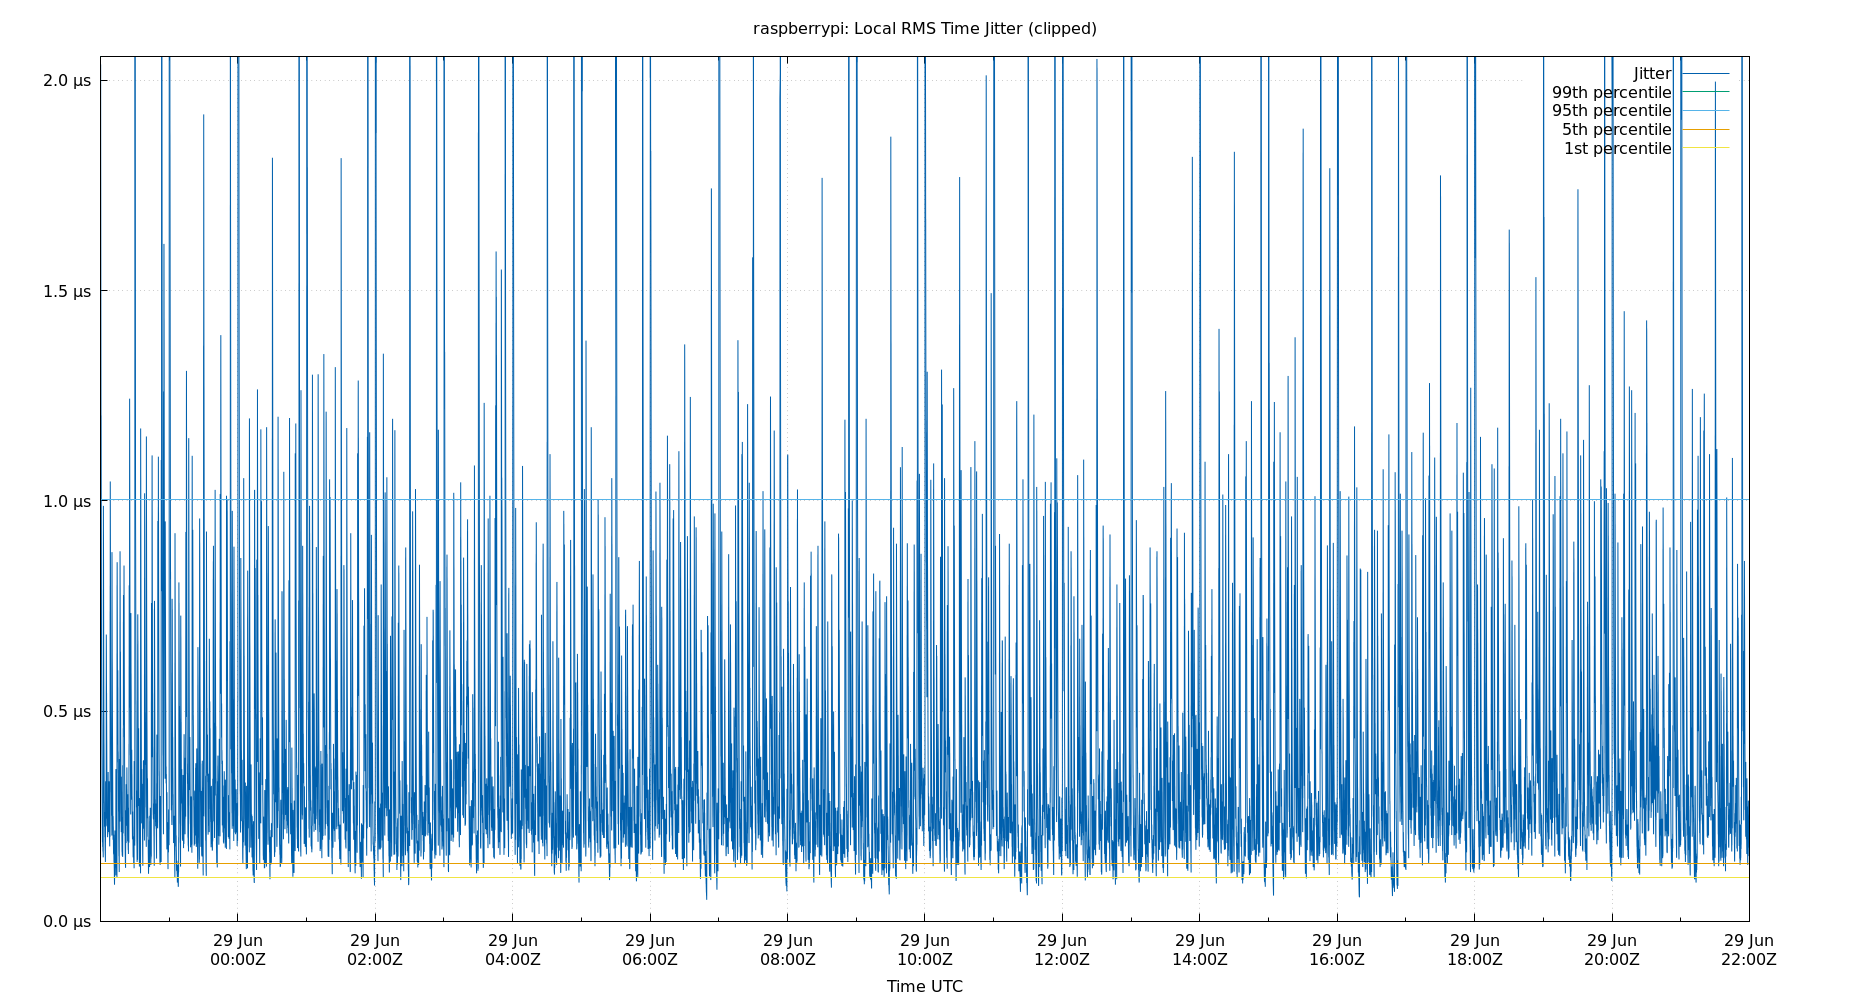 raspberrypi: Local RMS Time Jitter (clipped)
2.0 µs
1.5 µs
1.0 µs
0.5 µs
0.0 µs
Jitter
99th percentile
95th percentile
5th percentile
1st percentile
29 Jun 29 Jun 29 Jun 29 Jun 29 Jun 29 Jun 29 Jun 29 Jun 29 Jun 29 Jun 29 Jun 29 Jun
00:00Z 02:00Z 04:00Z 06:00Z 08:00Z 10:00Z 12:00Z 14:00Z 16:00Z 18:00Z 20:00Z 22:00Z
Time UTC